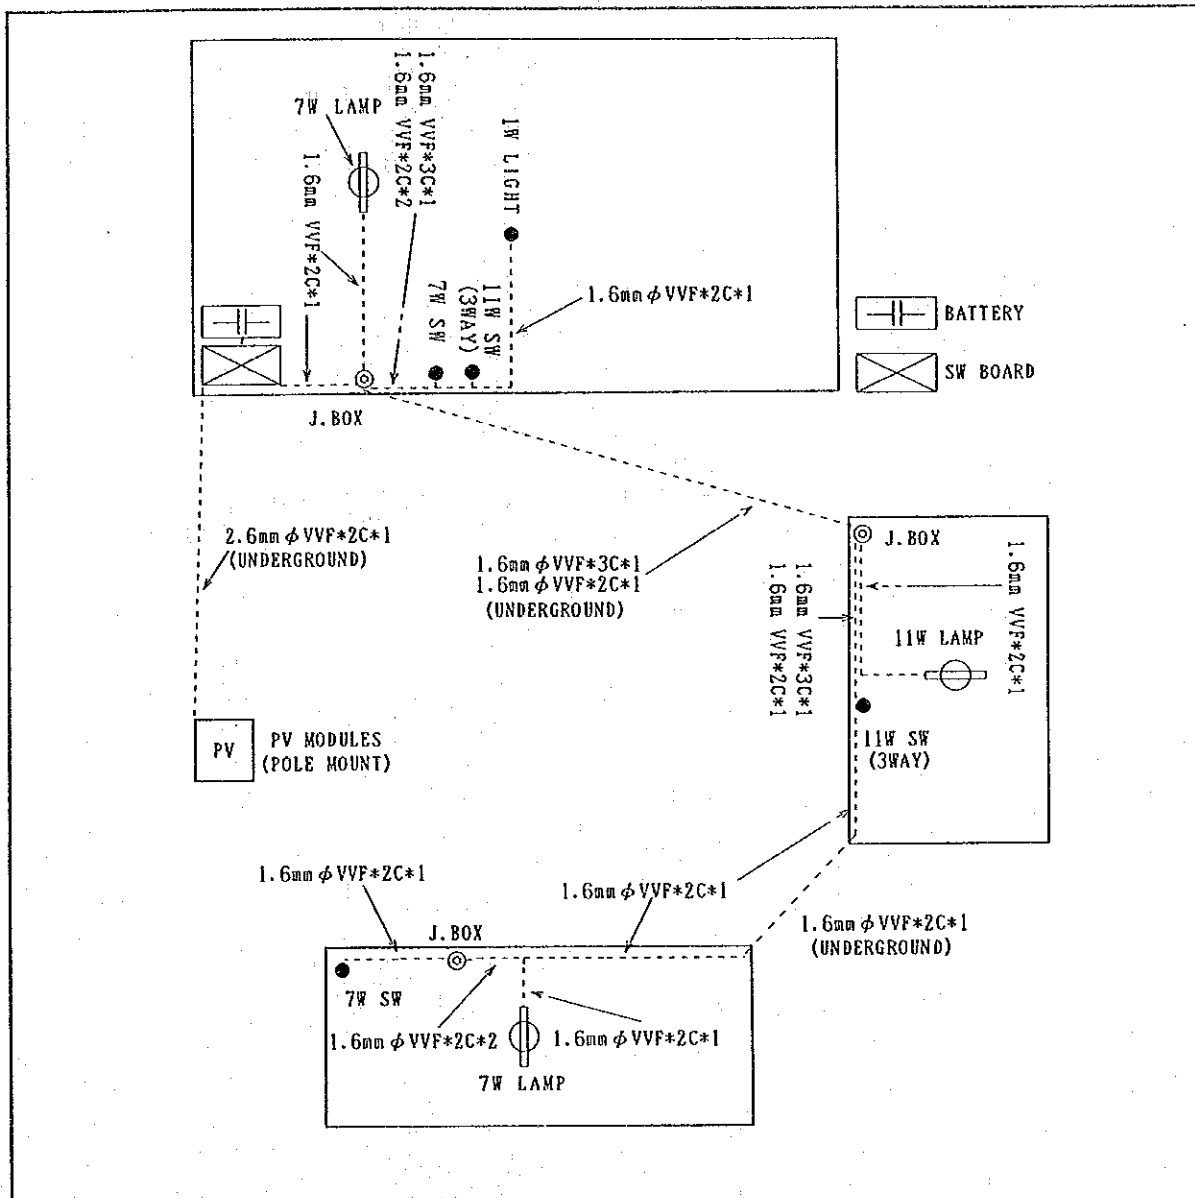 7W LAMP
1.6mm VVF*3C*1
1.6mm VVF*2C*2
1.6mm VVF*2C*1
1W LIGHT
7W SW
11W SW
(3WAY)
1.6mmφVVF*2C*1
BATTERY
SW BOARD
J.BOX
2.6mmφVVF*2C*1
(UNDERGROUND)
1.6mmφVVF*3C*1
1.6mmφVVF*2C*1
(UNDERGROUND)
J.BOX
1.6mm VVF*3C*1
1.6mm VVF*2C*1
1.6mm VVF*2C*1
11W LAMP
11W SW
(3WAY)
PV
PV MODULES
(POLE MOUNT)
1.6mmφVVF*2C*1
1.6mmφVVF*2C*1
1.6mmφVVF*2C*1
(UNDERGROUND)
J.BOX
7W SW
1.6mmφVVF*2C*2
1.6mmφVVF*2C*1
7W LAMP